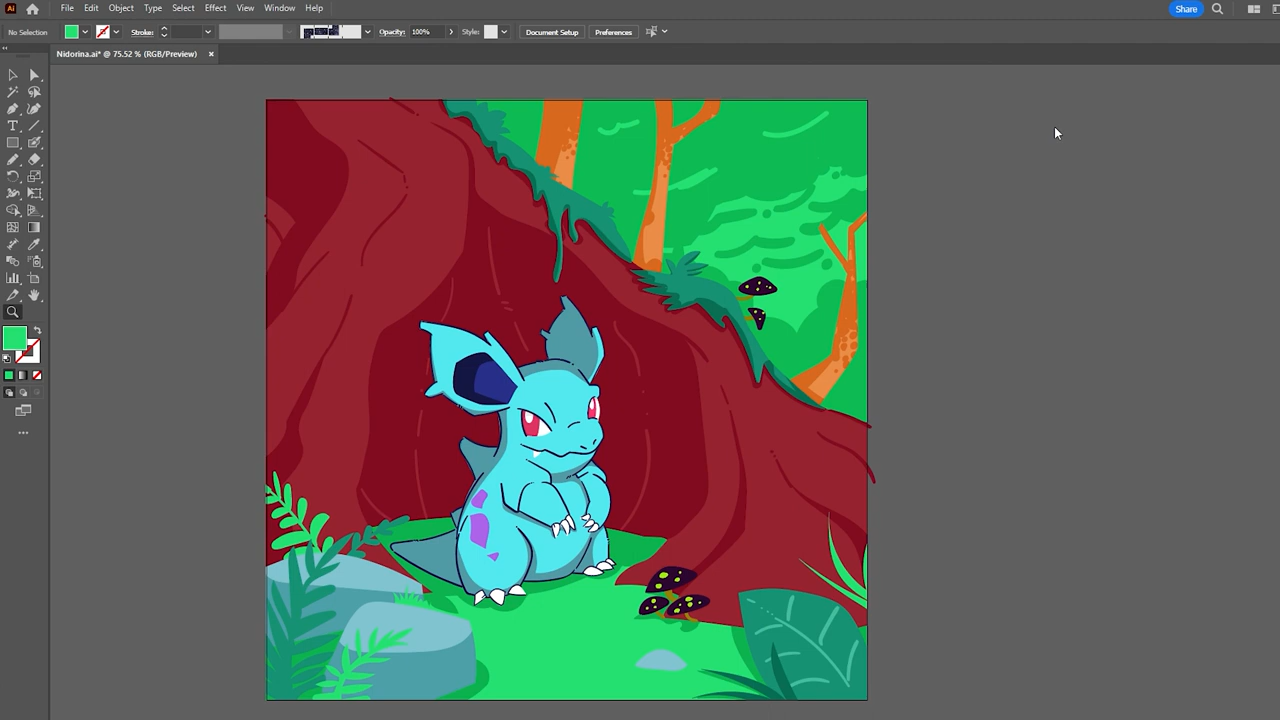 Ai File Edit Object Type Select Effect View Window Help Share
No Selection Stroke: Opacity: 100% Style: Document Setup Preferences
Nidorina.ai* @ 75.52 % (RGB/Preview) ×